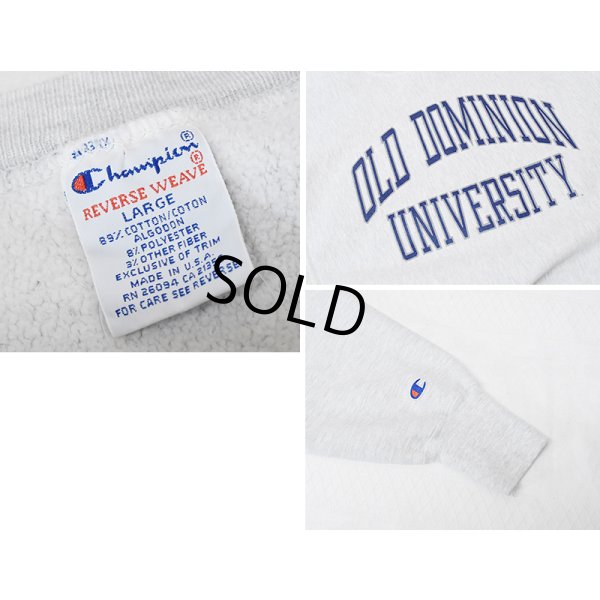 Champion®
REVERSE WEAVE®
LARGE
89% COTTON/COTON
ALGODON
8% POLYESTER
3% OTHER FIBER
EXCLUSIVE OF TRIM
MADE IN U.S.A.
RN 26094 CA
FOR CARE SEE REVERSE
OLD DOMINION
UNIVERSITY
SOLD